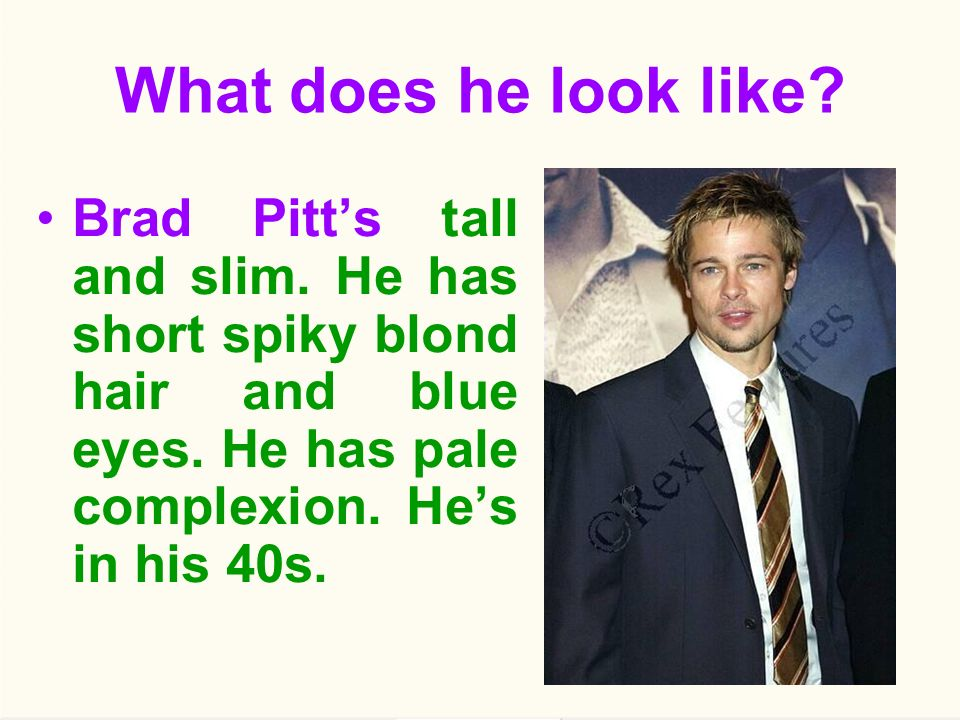 What does he look like?
• Brad Pitt’s tall
and slim. He has
short spiky blond
hair and blue
eyes. He has pale
complexion. He’s
in his 40s.
©Rex Features